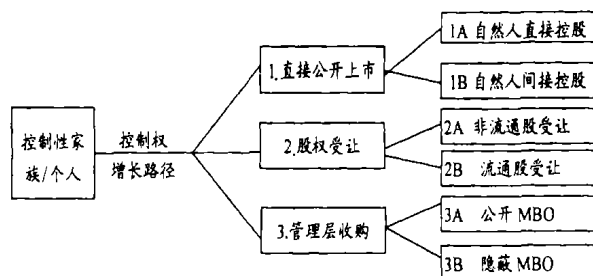 控制性家
族/个人
控制权
增长路径
1.直接公开上市
1A 自然人直接控股
1B 自然人间接控股
2.股权受让
2A 非流通股受让
2B 流通股受让
3.管理层收购
3A 公开 MBO
3B 隐蔽 MBO